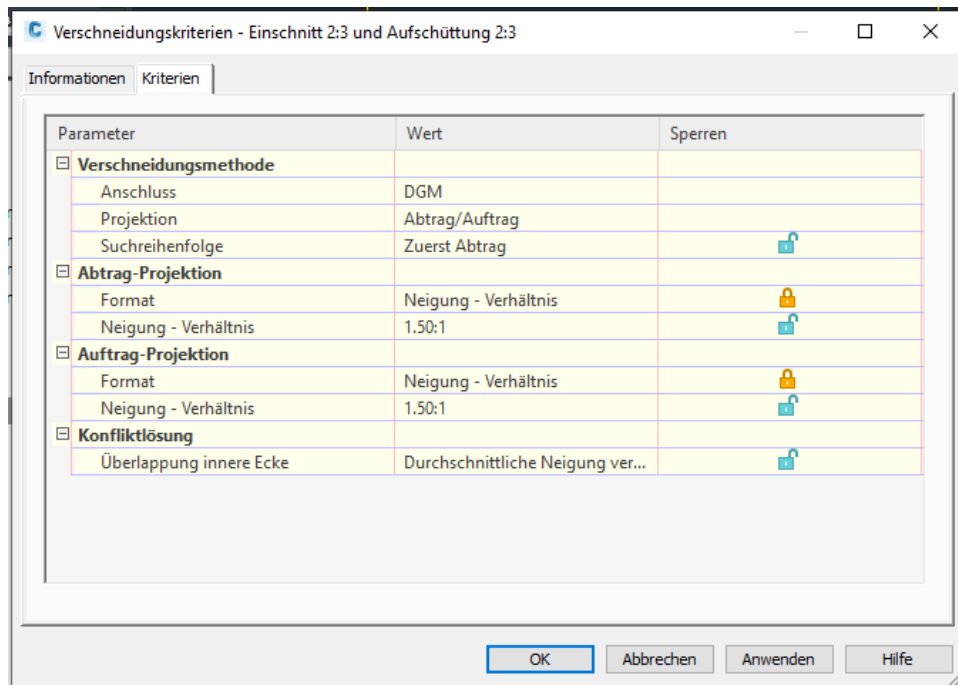 Verschneidungskriterien - Einschnitt 2:3 und Aufschüttung 2:3
Informationen Kriterien
Parameter Wert Sperren
Verschneidungsmethode
Anschluss DGM
Projektion Abtrag/Auftrag
Suchreihenfolge Zuerst Abtrag
Abtrag-Projektion
Format Neigung - Verhältnis
Neigung - Verhältnis 1.50:1
Auftrag-Projektion
Format Neigung - Verhältnis
Neigung - Verhältnis 1.50:1
Konfliktlösung
Überlappung innere Ecke Durchschnittliche Neigung ver...
OK Abbrechen Anwenden Hilfe